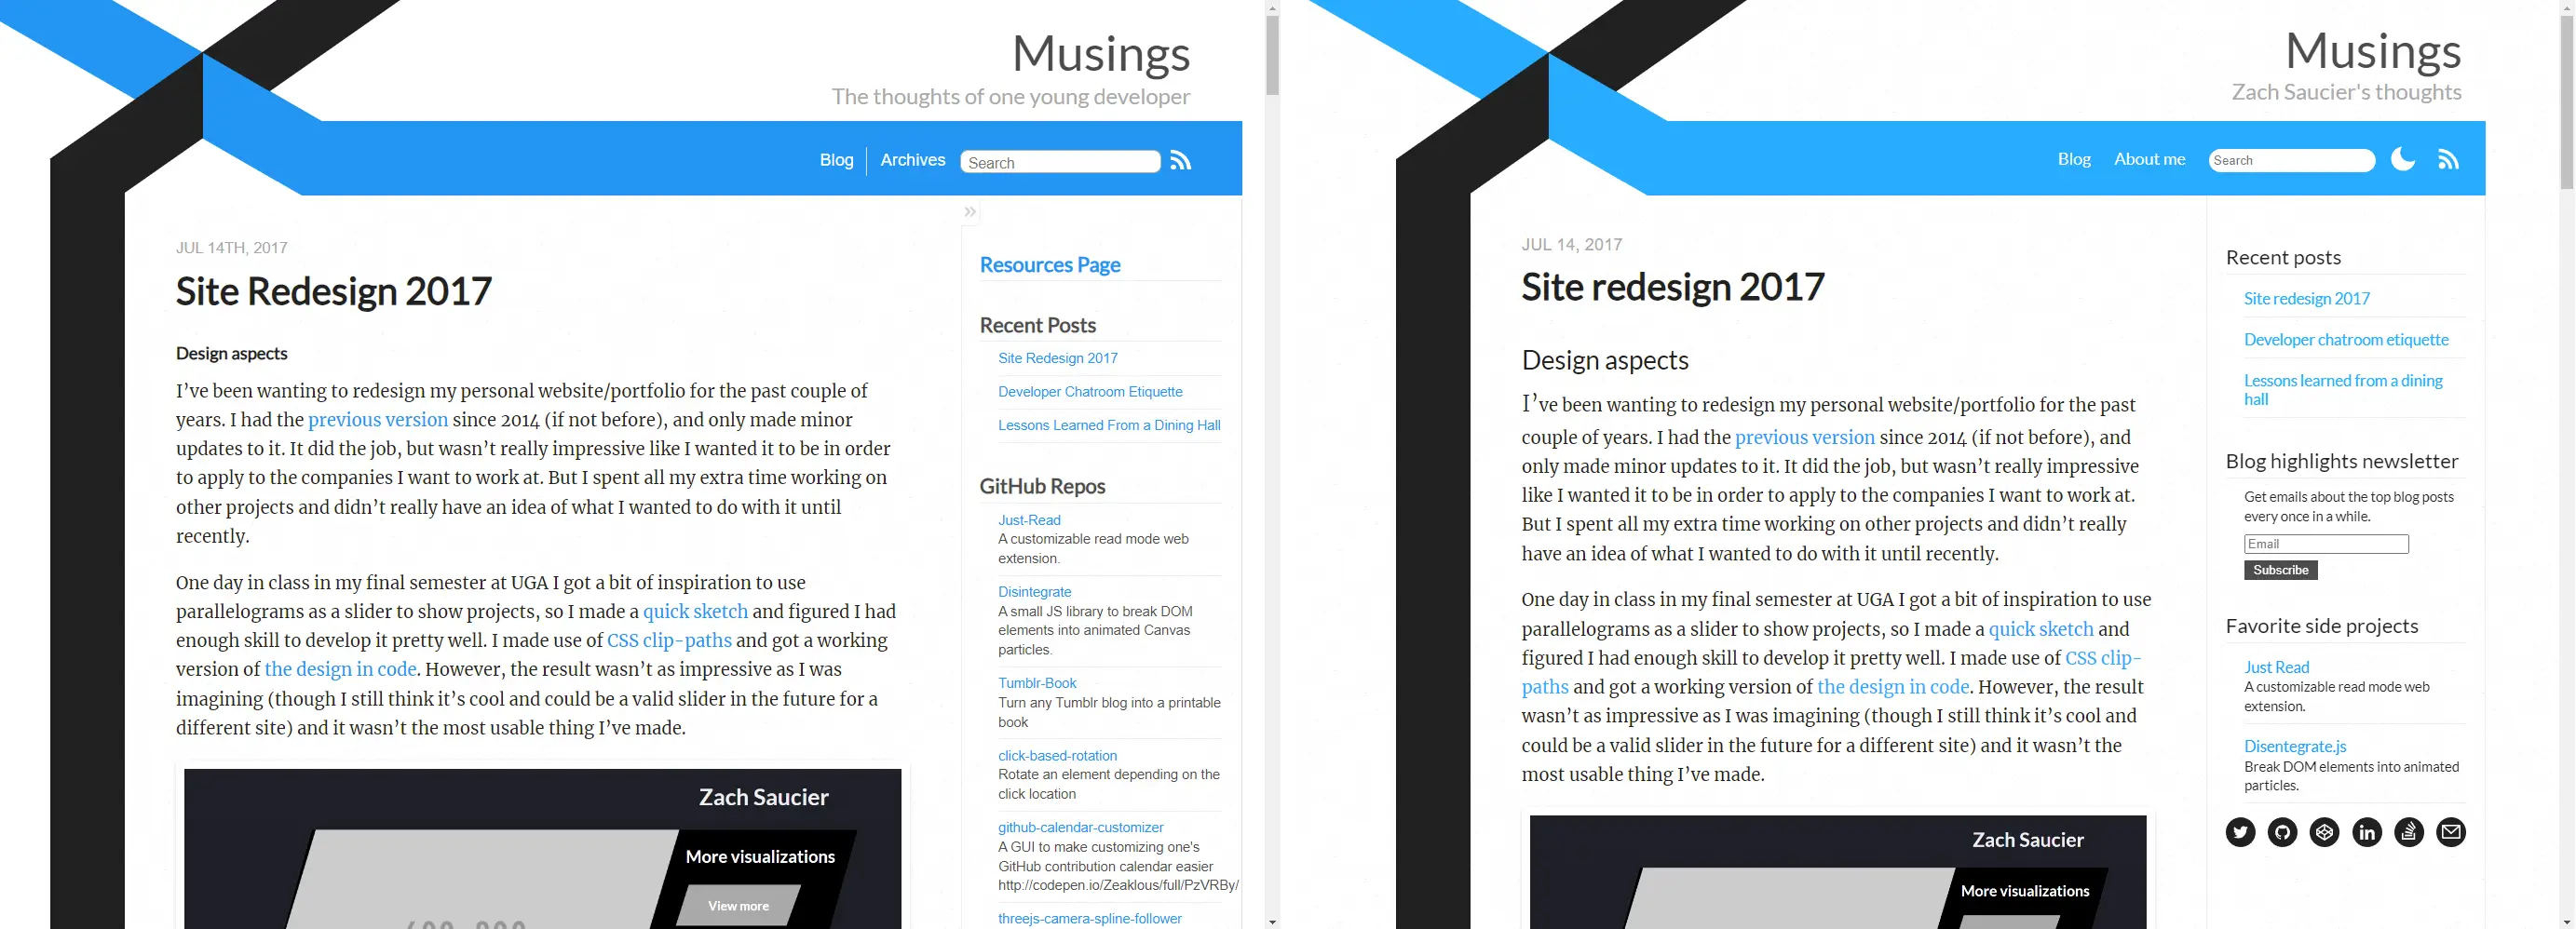 Musings
The thoughts of one young developer
Blog
Archives
Search
»
JUL 14TH, 2017
Site Redesign 2017
Design aspects
I’ve been wanting to redesign my personal website/portfolio for the past couple of
years. I had the previous version since 2014 (if not before), and only made minor
updates to it. It did the job, but wasn’t really impressive like I wanted it to be in order
to apply to the companies I want to work at. But I spent all my extra time working on
other projects and didn’t really have an idea of what I wanted to do with it until
recently.
One day in class in my final semester at UGA I got a bit of inspiration to use
parallelograms as a slider to show projects, so I made a quick sketch and figured I had
enough skill to develop it pretty well. I made use of CSS clip-paths and got a working
version of the design in code. However, the result wasn’t as impressive as I was
imagining (though I still think it’s cool and could be a valid slider in the future for a
different site) and it wasn’t the most usable thing I’ve made.
Zach Saucier
More visualizations
View more
Resources Page
Recent Posts
Site Redesign 2017
Developer Chatroom Etiquette
Lessons Learned From a Dining Hall
GitHub Repos
Just-Read
A customizable read mode web
extension.
Disintegrate
A small JS library to break DOM
elements into animated Canvas
particles.
Tumblr-Book
Turn any Tumblr blog into a printable
book
click-based-rotation
Rotate an element depending on the
click location
github-calendar-customizer
A GUI to make customizing one's
GitHub contribution calendar easier
http://codepen.io/Zeaklous/full/PzVRBy/
threejs-camera-spline-follower
Musings
Zach Saucier's thoughts
Blog
About me
Search
JUL 14, 2017
Site redesign 2017
Design aspects
I’ve been wanting to redesign my personal website/portfolio for the past
couple of years. I had the previous version since 2014 (if not before), and
only made minor updates to it. It did the job, but wasn’t really impressive
like I wanted it to be in order to apply to the companies I want to work at.
But I spent all my extra time working on other projects and didn’t really
have an idea of what I wanted to do with it until recently.
One day in class in my final semester at UGA I got a bit of inspiration to use
parallelograms as a slider to show projects, so I made a quick sketch and
figured I had enough skill to develop it pretty well. I made use of CSS clip-
paths and got a working version of the design in code. However, the result
wasn’t as impressive as I was imagining (though I still think it’s cool and
could be a valid slider in the future for a different site) and it wasn’t the
most usable thing I’ve made.
Zach Saucier
More visualizations
Recent posts
Site redesign 2017
Developer chatroom etiquette
Lessons learned from a dining
hall
Blog highlights newsletter
Get emails about the top blog posts
every once in a while.
Email
Subscribe
Favorite side projects
Just Read
A customizable read mode web
extension.
Disentegrate.js
Break DOM elements into animated
particles.
in